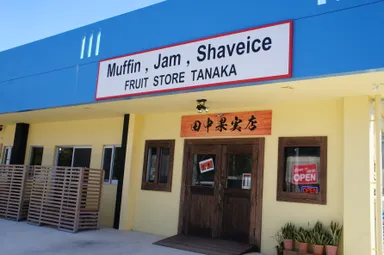 Muffin , Jam , Shaveice
FRUIT STORE TANAKA
田中果実店
OPEN